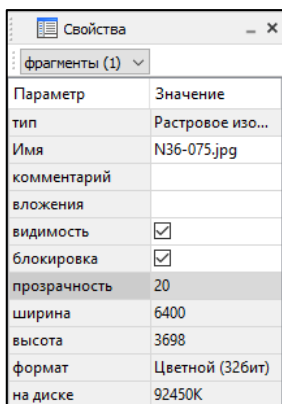 Свойства
фрагменты (1)
Параметр Значение
тип Растровое изо...
Имя N36-075.jpg
комментарий
вложения
видимость
блокировка
прозрачность 20
ширина 6400
высота 3698
формат Цветной (32бит)
на диске 92450K